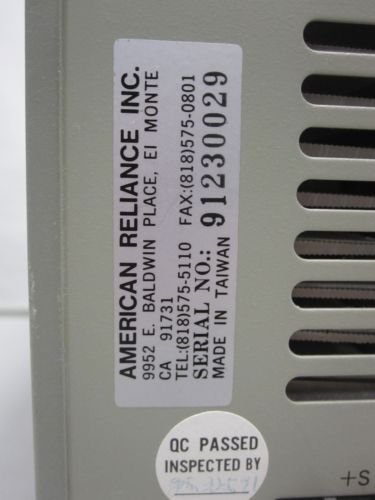 AMERICAN RELIANCE INC.
9952 E. BALDWIN PLACE, EI MONTE
CA 91731
TEL:(818)575-5110 FAX:(818)575-0801
SERIAL NO.: 91230029
MADE IN TAIWAN
QC PASSED
INSPECTED BY
+S